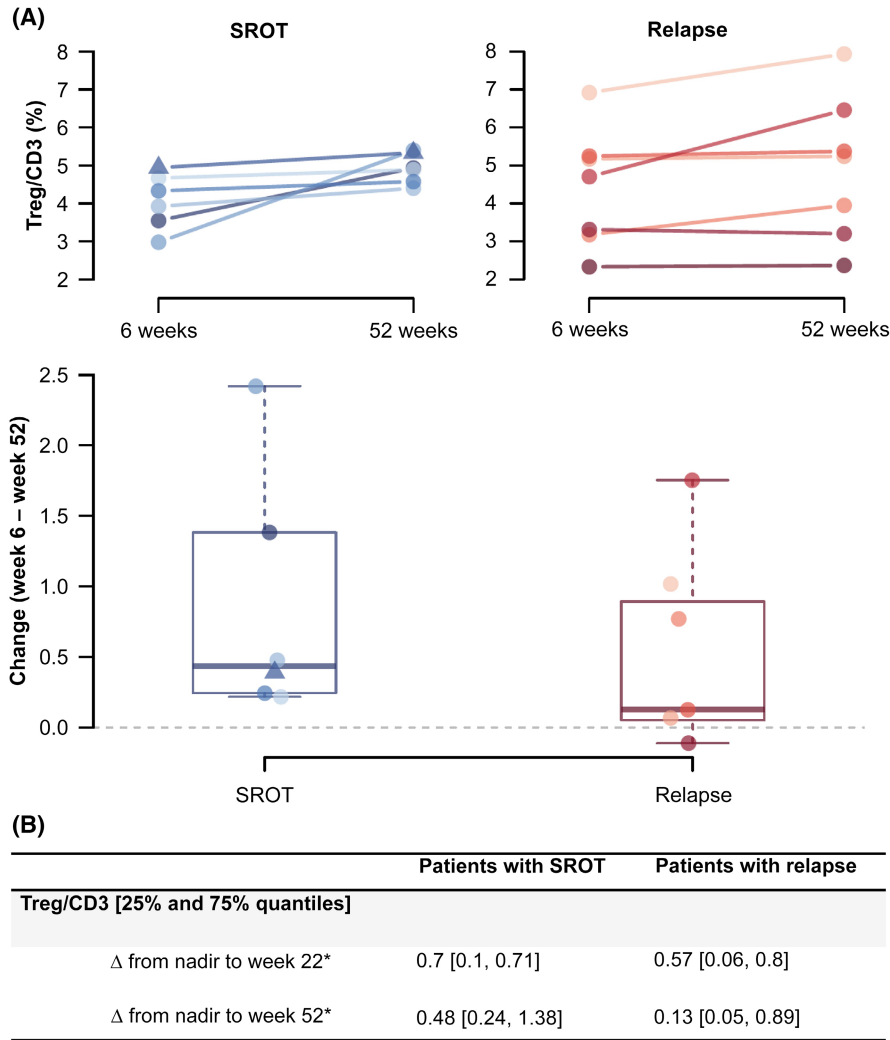 (A)
SROT
Relapse
Treg/CD3 (%)
8
7
6
5
4
3
2
6 weeks
52 weeks
8
7
6
5
4
3
2
6 weeks
52 weeks
Change (week 6 – week 52)
2.5
2.0
1.5
1.0
0.5
0.0
SROT
Relapse
(B)
Patients with SROT Patients with relapse
Treg/CD3 [25% and 75% quantiles]
Δ from nadir to week 22* 0.7 [0.1, 0.71] 0.57 [0.06, 0.8]
Δ from nadir to week 52* 0.48 [0.24, 1.38] 0.13 [0.05, 0.89]